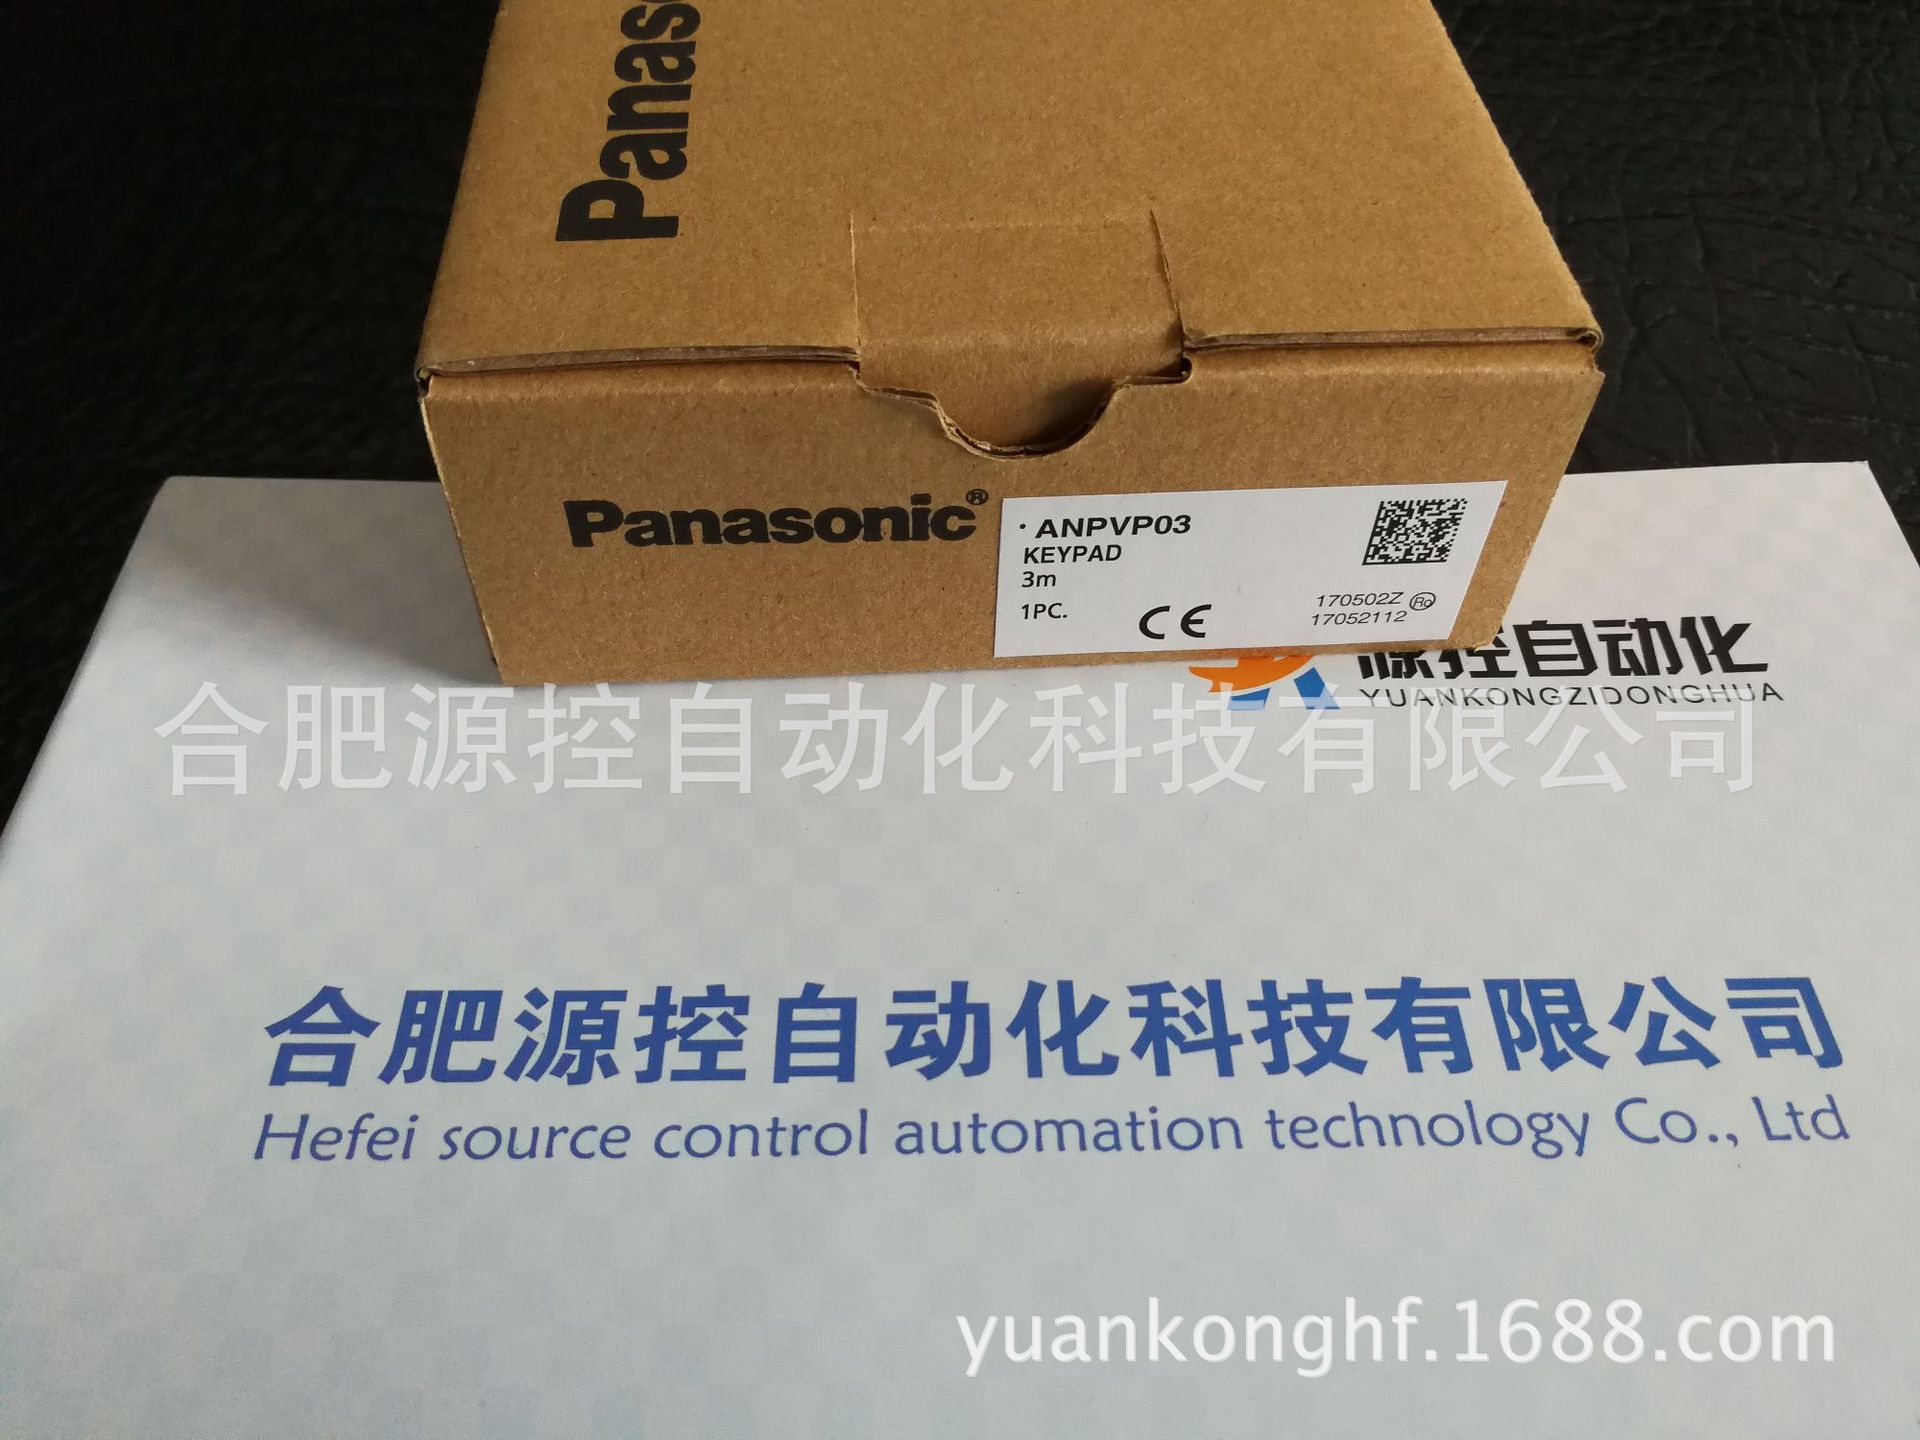 Panaso
Panasonic®
· ANPVP03
KEYPAD
3m
1PC.
CE
170502Z Ro
17052112
源控自动化
YUANKONGZIDONGHUA
合肥源控自动化科技有限公司
合肥源控自动化科技有限公司
Hefei source control automation technology Co., Ltd
yuankonghf.1688.com